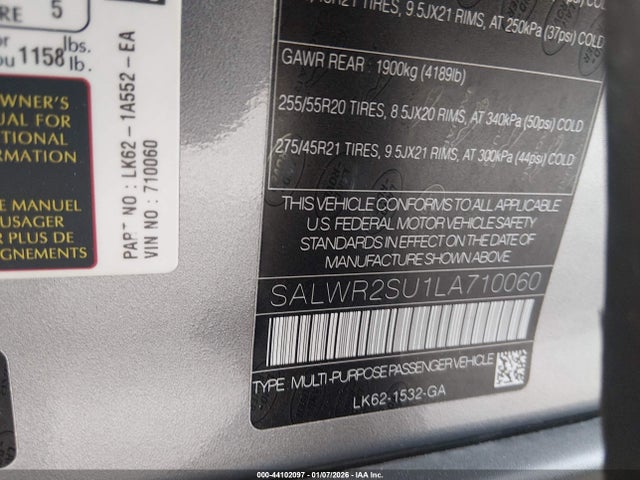 RE 5
or lbs.
ou 1158 lb.
WNER'S
UAL FOR
TIONAL
RMATION
E MANUEL
USAGER
R PLUS DE
IGNEMENTS
PART NO : LK62 - 1A552 - EA
VIN NO : 710060
/45R21 TIRES, 9.5JX21 RIMS, AT 250kPa (37psi) COLD
GAWR REAR : 1900kg (4189lb)
255/55R20 TIRES, 8.5JX20 RIMS, AT 340kPa (50psi) COLD
275/45R21 TIRES, 9.5JX21 RIMS, AT 300kPa (44psi) COLD
THIS VEHICLE CONFORMS TO ALL APPLICABLE
U.S. FEDERAL MOTOR VEHICLE SAFETY
STANDARDS IN EFFECT ON THE DATE OF
MANUFACTURE SHOWN ABOVE
SALWR2SU1LA710060
TYPE MULTI-PURPOSE PASSENGER VEHICLE
LK62-1532-GA
000-44102097 01/07/2026 IAA Inc.